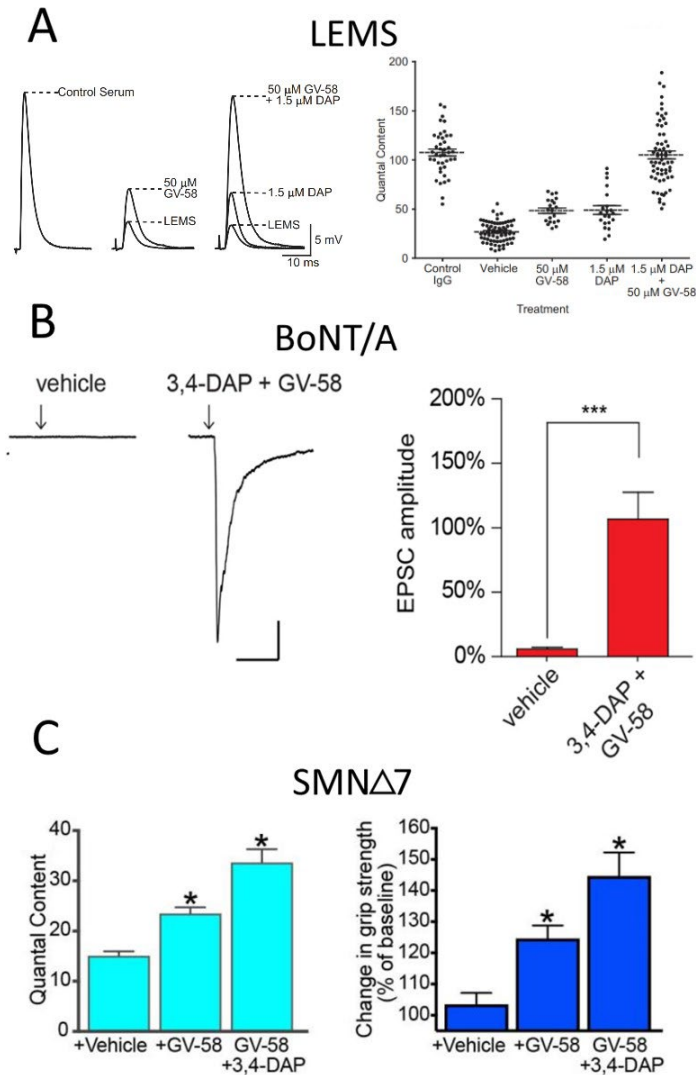 A
LEMS
Control Serum
50 μM
GV-58
LEMS
50 μM GV-58
+ 1.5 μM DAP
1.5 μM DAP
LEMS
5 mV
10 ms
Quantal Content
200
150
100
50
0
Control
IgG
Vehicle
50 μM
GV-58
1.5 μM
DAP
1.5 μM DAP
+
50 μM GV-58
Treatment
B
BoNT/A
vehicle
3,4-DAP + GV-58
EPSC amplitude
200%
150%
100%
50%
0%
***
vehicle
3,4-DAP +
GV-58
C
SMNΔ7
Quantal Content
40
30
20
10
0
*
*
+Vehicle
+GV-58
GV-58
+3,4-DAP
Change in grip strength
(% of baseline)
160
150
140
130
120
110
100
*
*
+Vehicle
+GV-58
GV-58
+3,4-DAP